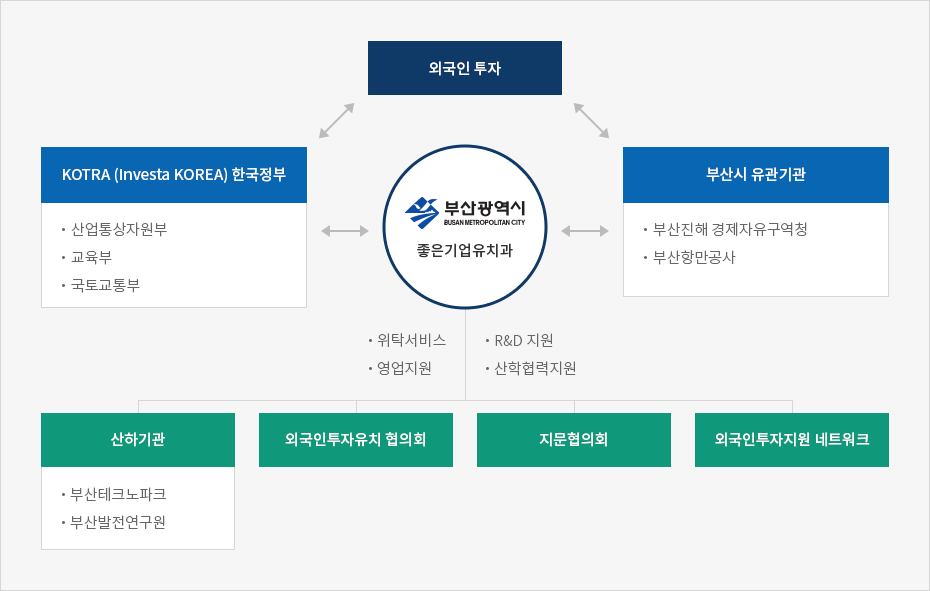 외국인 투자
KOTRA (Investa KOREA) 한국정부
• 산업통상자원부
• 교육부
• 국토교통부
부산광역시
BUSAN METROPOLITAN CITY
좋은기업유치과
부산시 유관기관
• 부산진해 경제자유구역청
• 부산항만공사
• 위탁서비스
• 영업지원
• R&D 지원
• 산학협력지원
산하기관
• 부산테크노파크
• 부산발전연구원
외국인투자유치 협의회
지문협의회
외국인투자지원 네트워크